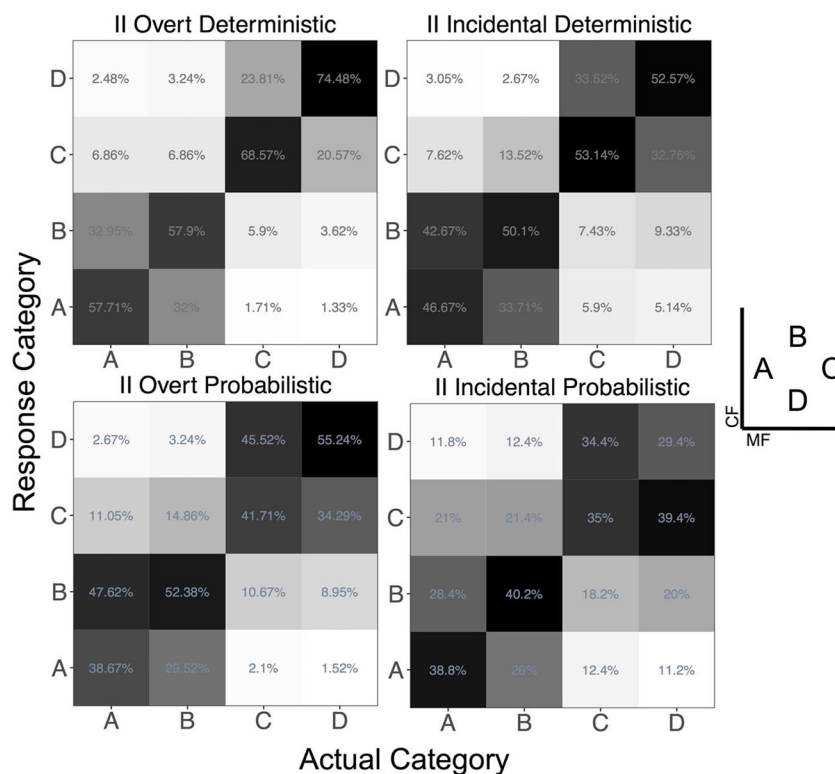 II Overt Deterministic
II Incidental Deterministic
D 2.48% 3.24% 23.81% 74.48%
C 6.86% 6.86% 68.57% 20.57%
B 32.95% 57.9% 5.9% 3.62%
A 57.71% 32% 1.71% 1.33%
A B C D
D 3.05% 2.67% 33.52% 52.57%
C 7.62% 13.52% 53.14% 32.76%
B 42.67% 50.1% 7.43% 9.33%
A 46.67% 33.71% 5.9% 5.14%
A B C D
II Overt Probabilistic
II Incidental Probabilistic
D 2.67% 3.24% 45.52% 55.24%
C 11.05% 14.86% 41.71% 34.29%
B 47.62% 52.38% 10.67% 8.95%
A 38.67% 29.52% 2.1% 1.52%
A B C D
D 11.8% 12.4% 34.4% 29.4%
C 21% 21.4% 35% 39.4%
B 28.4% 40.2% 18.2% 20%
A 38.8% 26% 12.4% 11.2%
A B C D
Response Category
Actual Category
B
A C
D
CF
MF